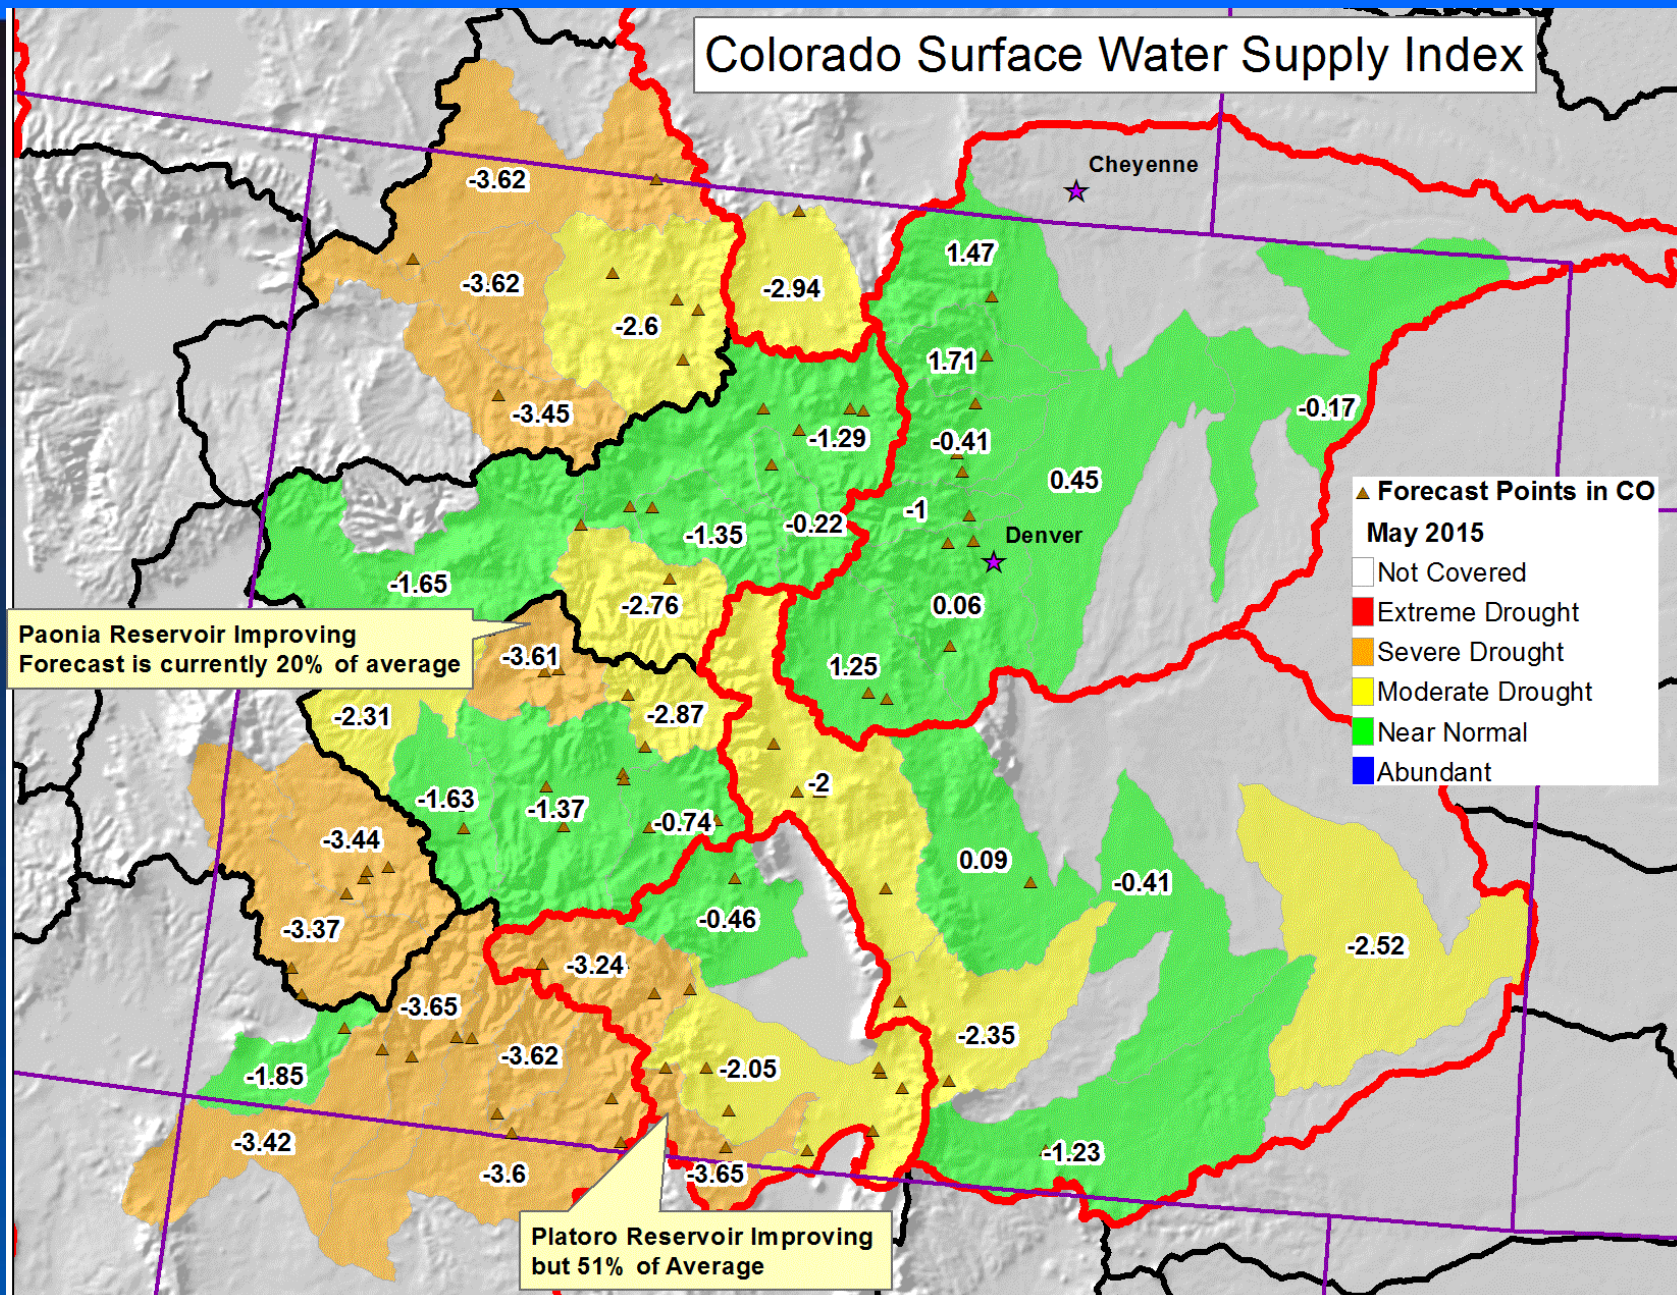 Colorado Surface Water Supply Index
Cheyenne
-3.62
1.47
-3.62
-2.94
-2.6
1.71
-3.45
-0.17
-1.29
-0.41
0.45
Forecast Points in CO
-1
-0.22
-1.35
Denver
May 2015
Not Covered
-1.65
-2.76
0.06
Extreme Drought
Paonia Reservoir Improving
Forecast is currently 20% of average
-3.61
1.25
Severe Drought
Moderate Drought
-2.31
-2.87
Near Normal
Abundant
-2
-1.63
-1.37
-0.74
-3.44
0.09
-0.41
-0.46
-3.37
-2.52
-3.24
-3.65
-2.35
-3.62
-2.05
-1.85
-3.42
-1.23
-3.6
-3.65
Platoro Reservoir Improving
but 51% of Average